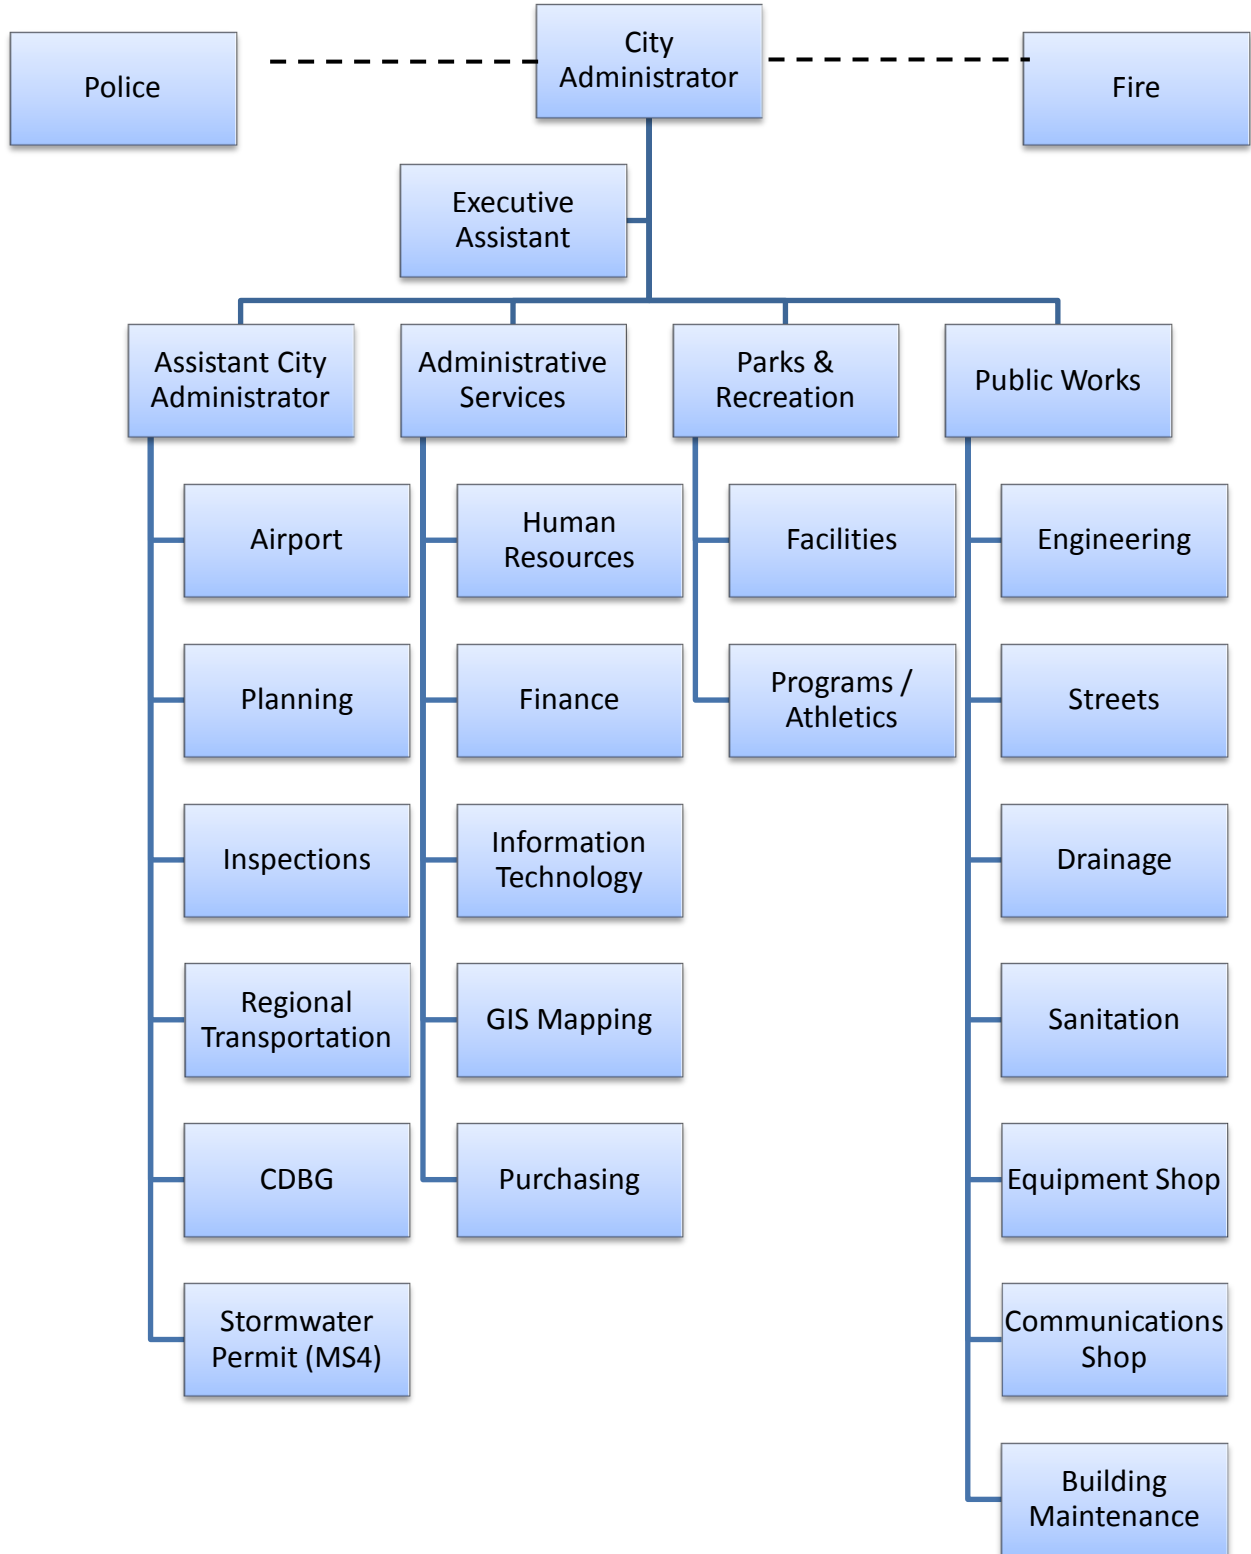 Police
City
Administrator
Fire
Executive
Assistant
Assistant City
Administrator
Administrative
Services
Parks &
Recreation
Public Works
Airport
Human
Resources
Facilities
Engineering
Planning
Finance
Programs /
Athletics
Streets
Inspections
Information
Technology
Drainage
Regional
Transportation
GIS Mapping
Sanitation
CDBG
Purchasing
Equipment Shop
Stormwater
Permit (MS4)
Communications
Shop
Building
Maintenance